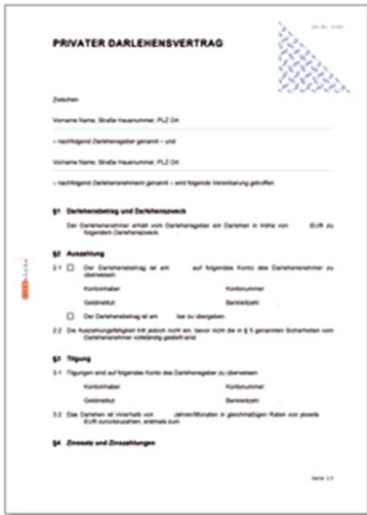 PRIVATER DARLEHENSVERTRAG
Zwischen
Vorname Name, Straße Hausnummer, PLZ Ort
– nachfolgend Darlehensgeber genannt – und
Vorname Name, Straße Hausnummer, PLZ Ort
– nachfolgend Darlehensnehmerin genannt – wird folgende Vereinbarung getroffen:
§1 Darlehensbetrag und Darlehenszweck
Der Darlehensnehmer erhält vom Darlehensgeber ein Darlehen in Höhe von EUR zu
folgendem Darlehenszweck:
§2 Auszahlung
2.1 Der Darlehensbetrag ist am auf folgendes Konto des Darlehensnehmer zu
überweisen:
Kontoinhaber Kontonummer
Geldinstitut Bankleitzahl
Der Darlehensbetrag ist am bar zu übergeben.
2.2 Die Auszahlungsfälligkeit tritt jedoch nicht ein, bevor nicht die in § 5 genannten Sicherheiten vom
Darlehensnehmer vollständig gestellt sind.
§3 Tilgung
3.1 Tilgungen sind auf folgendes Konto des Darlehensgeber zu überweisen:
Kontoinhaber Kontonummer
Geldinstitut Bankleitzahl
3.2 Das Darlehen ist innerhalb von Jahren/Monaten in gleichmäßigen Raten von jeweils
EUR zurückzuzahlen, erstmals zum
§4 Zinssatz und Zinszahlungen
Seite 1/3